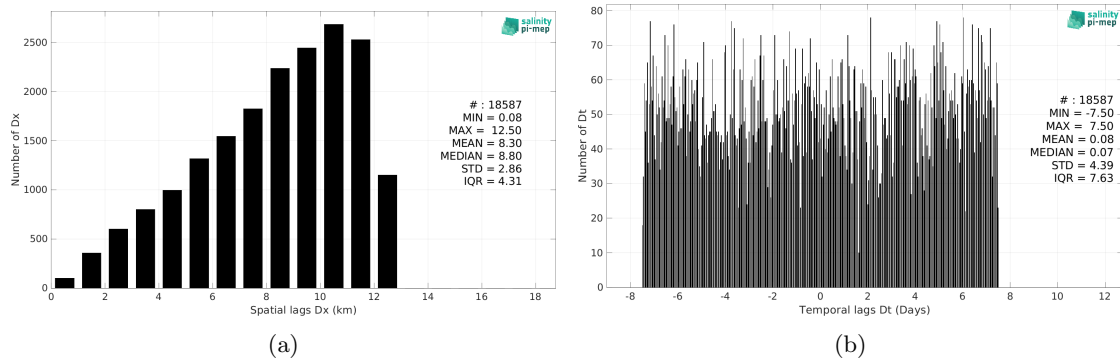 2500
2000
1500
1000
500
0
0 2 4 6 8 10 12 14 16 18
Number of Dx
Spatial lags Dx (km)
salinity
pi-mep
# : 18587
MIN = 0.08
MAX = 12.50
MEAN = 8.30
MEDIAN = 8.80
STD = 2.86
IQR = 4.31
(a)
80
70
60
50
40
30
20
10
0
-8 -6 -4 -2 0 2 4 6 8 10 12
Number of Dt
Temporal lags Dt (Days)
salinity
pi-mep
# : 18587
MIN = -7.50
MAX = 7.50
MEAN = 0.08
MEDIAN = 0.07
STD = 4.39
IQR = 7.63
(b)